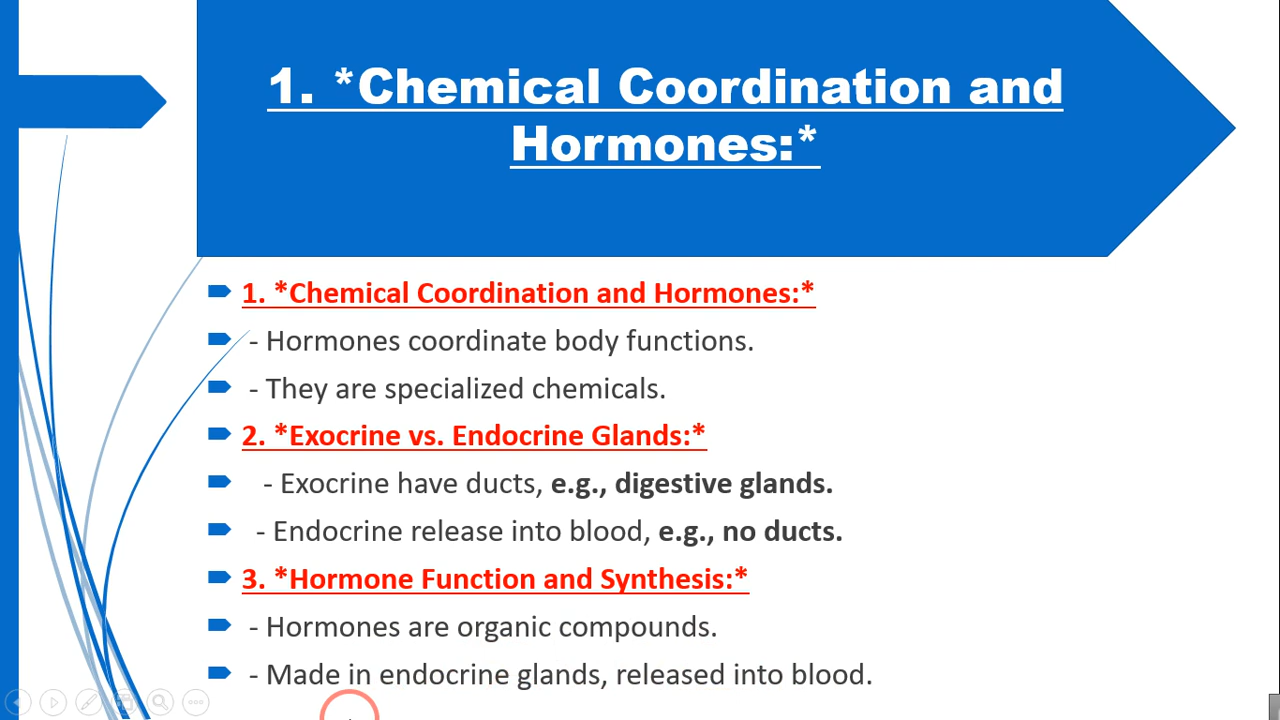 1. *Chemical Coordination and
Hormones:*
1. *Chemical Coordination and Hormones:*
- Hormones coordinate body functions.
- They are specialized chemicals.
2. *Exocrine vs. Endocrine Glands:*
- Exocrine have ducts, e.g., digestive glands.
- Endocrine release into blood, e.g., no ducts.
3. *Hormone Function and Synthesis:*
- Hormones are organic compounds.
- Made in endocrine glands, released into blood.